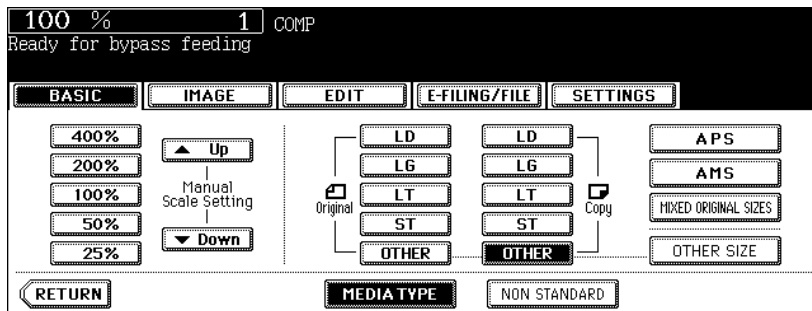 100 % 1 COMP
Ready for bypass feeding
BASIC IMAGE EDIT E-FILING/FILE SETTINGS
400% LD LD APS
▲ Up
200% LG LG AMS
Manual
Scale Setting
100% Original LT LT Copy MIXED ORIGINAL SIZES
50% ST ST
▼ Down
25% OTHER OTHER OTHER SIZE
RETURN MEDIA TYPE NON STANDARD